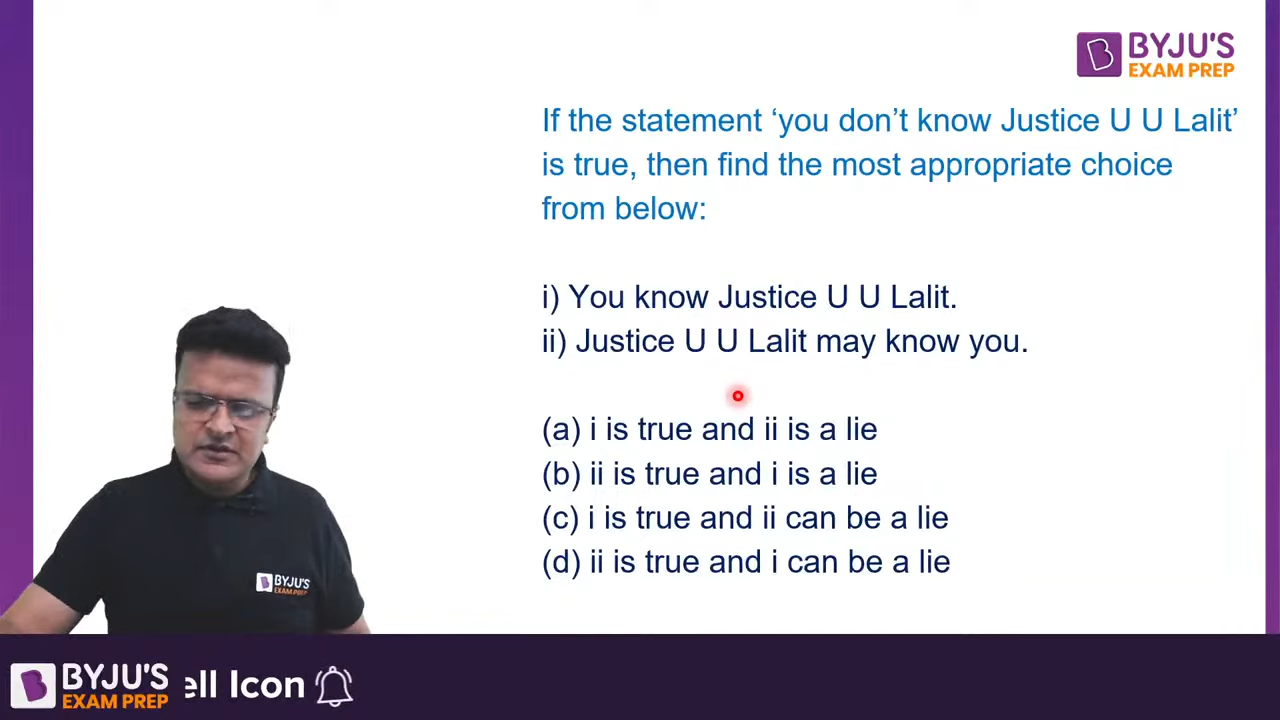 BYJU'S
EXAM PREP
If the statement ‘you don’t know Justice U U Lalit’
is true, then find the most appropriate choice
from below:
i) You know Justice U U Lalit.
ii) Justice U U Lalit may know you.
(a) i is true and ii is a lie
(b) ii is true and i is a lie
(c) i is true and ii can be a lie
(d) ii is true and i can be a lie
BYJU'S
EXAM PREP
BYJU'S
EXAM PREP
ell Icon